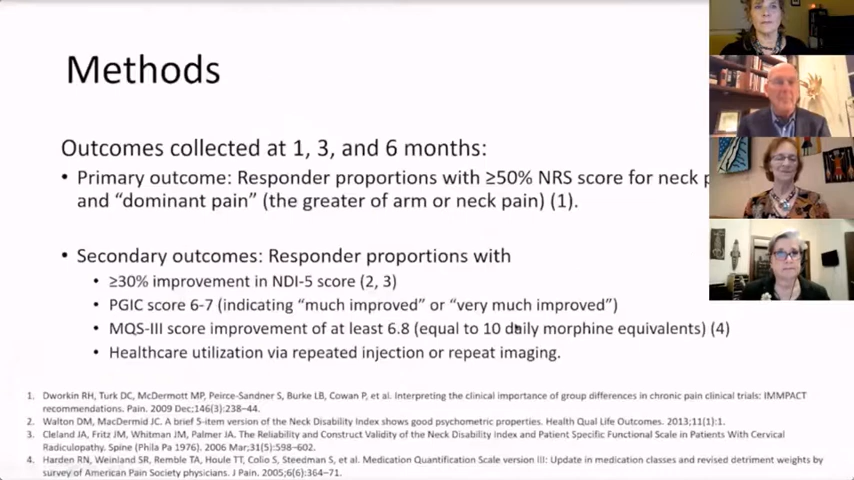 Methods
Outcomes collected at 1, 3, and 6 months:
• Primary outcome: Responder proportions with ≥50% NRS score for neck
and “dominant pain” (the greater of arm or neck pain) (1).
• Secondary outcomes: Responder proportions with
• ≥30% improvement in NDI-5 score (2, 3)
• PGIC score 6-7 (indicating “much improved” or “very much improved”)
• MQS-III score improvement of at least 6.8 (equal to 10 daily morphine equivalents) (4)
• Healthcare utilization via repeated injection or repeat imaging.
1. Dworkin RH, Turk DC, McDermott MP, Peirce-Sandner S, Burke LB, Cowan P, et al. Interpreting the clinical importance of group differences in chronic pain clinical trials: IMMPACT
recommendations. Pain. 2009 Dec;146(3):238–44.
2. Walton DM, MacDermid JC. A brief 5-item version of the Neck Disability Index shows good psychometric properties. Health Qual Life Outcomes. 2013;11(1):1.
3. Cleland JA, Fritz JM, Whitman JM, Palmer JA. The Reliability and Construct Validity of the Neck Disability Index and Patient Specific Functional Scale in Patients With Cervical
Radiculopathy. Spine (Phila Pa 1976). 2006 Mar;31(5):598–602.
4. Harden RN, Weinland SR, Remble TA, Houle TT, Colio S, Steedman S, et al. Medication Quantification Scale version III: Update in medication classes and revised detriment weights by
survey of American Pain Society physicians. J Pain. 2005;6(6):364–71.